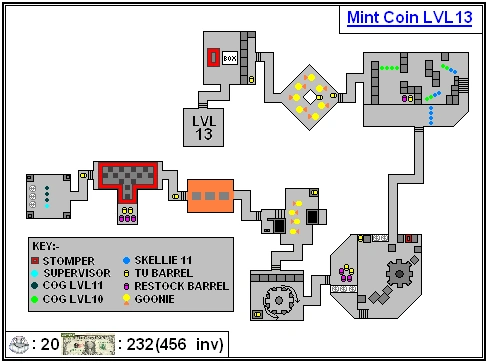 Mint Coin LVL13
BOX
LVL
13
KEY:-
STOMPER
SKELLIE 11
SUPERVISOR
TU BARREL
COG LVL11
RESTOCK BARREL
COG LVL10
GOONIE
: 20 : 232(456 inv)